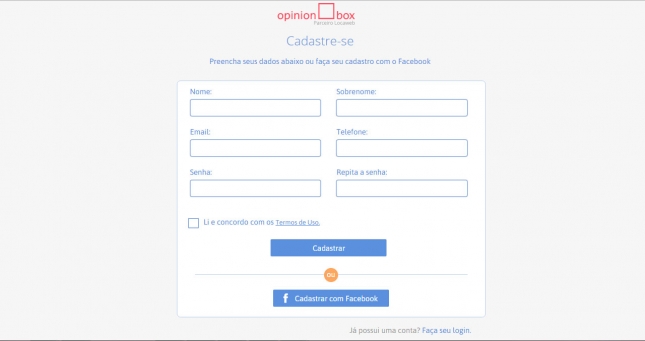 opinion box
Parceiro Locaweb
Cadastre-se
Preencha seus dados abaixo ou faça seu cadastro com o Facebook
Nome: Sobrenome:
Email: Telefone:
Senha: Repita a senha:
Li e concordo com os Termos de Uso.
Cadastrar
OU
f Cadastrar com Facebook
Já possui uma conta? Faça seu login.